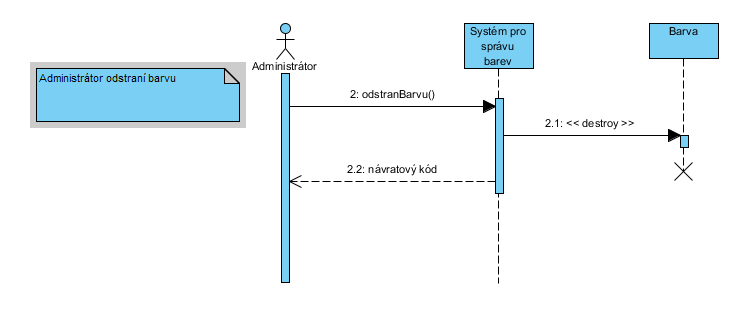 Systém pro
správu
barev
Barva
Administrátor
Administrátor odstraní barvu
2: odstranBarvu()
2.1: << destroy >>
2.2: návratový kód